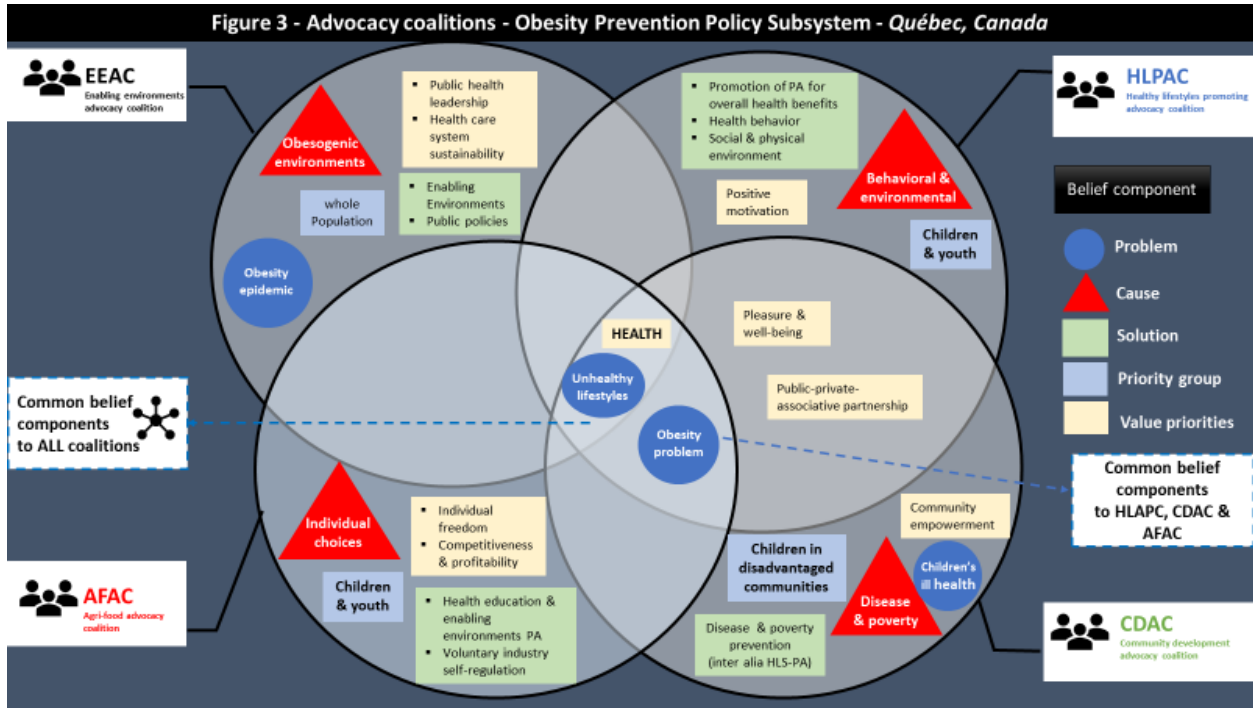 Figure 3 - Advocacy coalitions - Obesity Prevention Policy Subsystem - Québec, Canada
EEAC
Enabling environments
advocacy coalition
Obesogenic
environments
▪ Public health
leadership
▪ Health care
system
sustainability
whole
Population
▪ Enabling
Environments
▪ Public policies
Obesity
epidemic
▪ Promotion of PA for
overall health benefits
▪ Health behavior
▪ Social & physical
environment
Positive
motivation
Behavioral &
environmental
Children
& youth
HLPAC
Healthy lifestyles promoting
advocacy coalition
Belief component
Problem
Cause
Solution
Priority group
Value priorities
Pleasure &
well-being
HEALTH
Unhealthy
lifestyles
Public-private-
associative partnership
Obesity
problem
Common belief
components
to ALL coalitions
Common belief
components
to HLAPC, CDAC &
AFAC
Individual
choices
▪ Individual
freedom
▪ Competitiveness
& profitability
Children
& youth
▪ Health education &
enabling
environments PA
▪ Voluntary industry
self-regulation
AFAC
Agri-food advocacy
coalition
Community
empowerment
Children in
disadvantaged
communities
Children's
ill health
Disease
& poverty
Disease & poverty
prevention
(inter alia HLS-PA)
CDAC
Community development
advocacy coalition